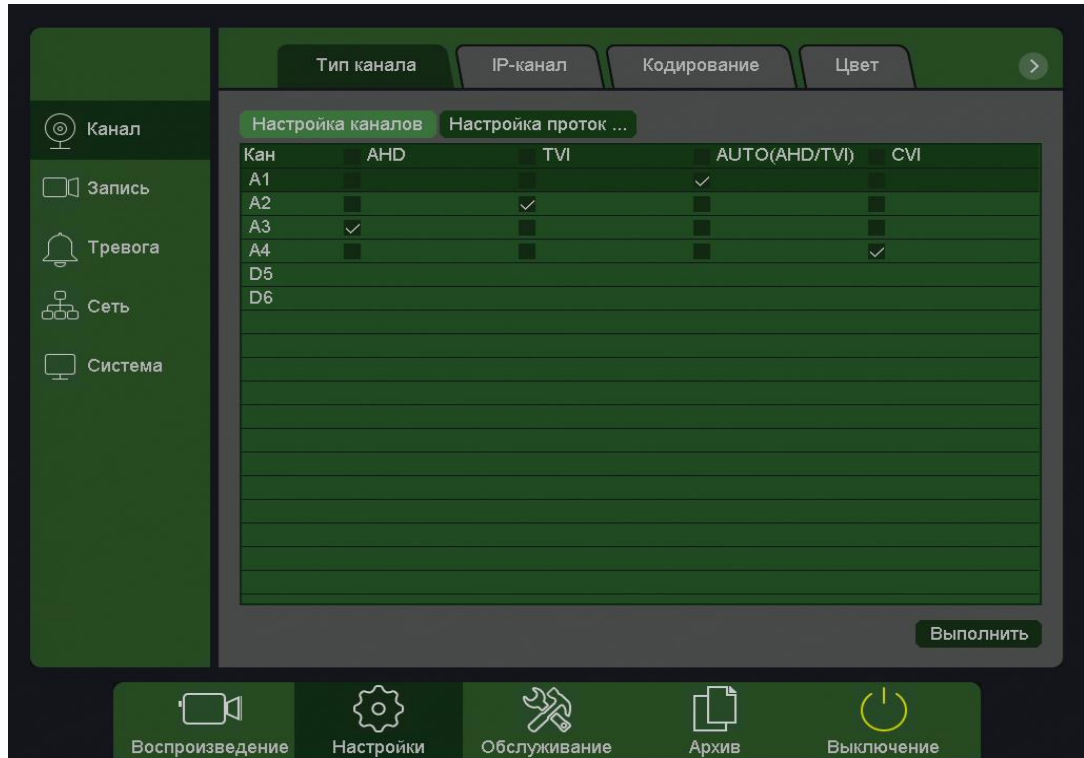 Тип канала IP-канал Кодирование Цвет
Канал
Запись
Тревога
Сеть
Система
Настройка каналов Настройка проток ...
Кан AHD TVI AUTO(AHD/TVI) CVI
A1
A2
A3
A4
D5
D6
Выполнить
Воспроизведение Настройки Обслуживание Архив Выключение